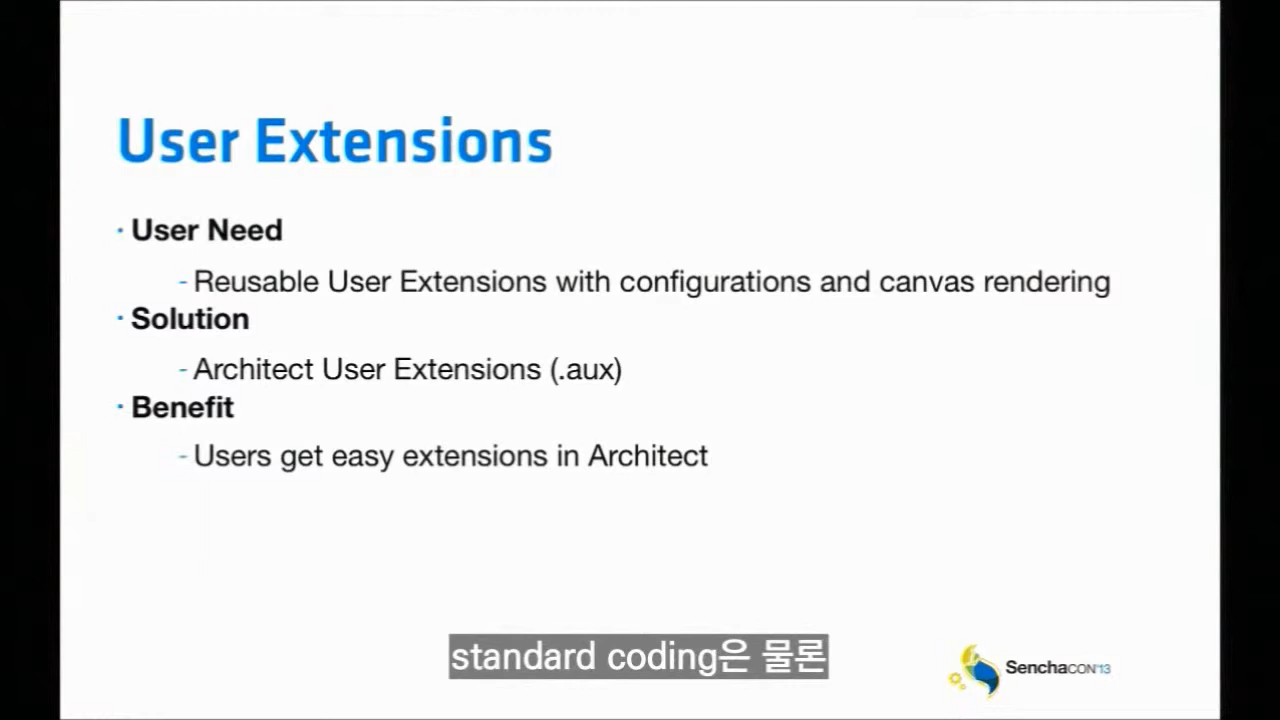 User Extensions
· User Need
- Reusable User Extensions with configurations and canvas rendering
· Solution
- Architect User Extensions (.aux)
· Benefit
- Users get easy extensions in Architect
standard coding은 물론
SenchaCON'13